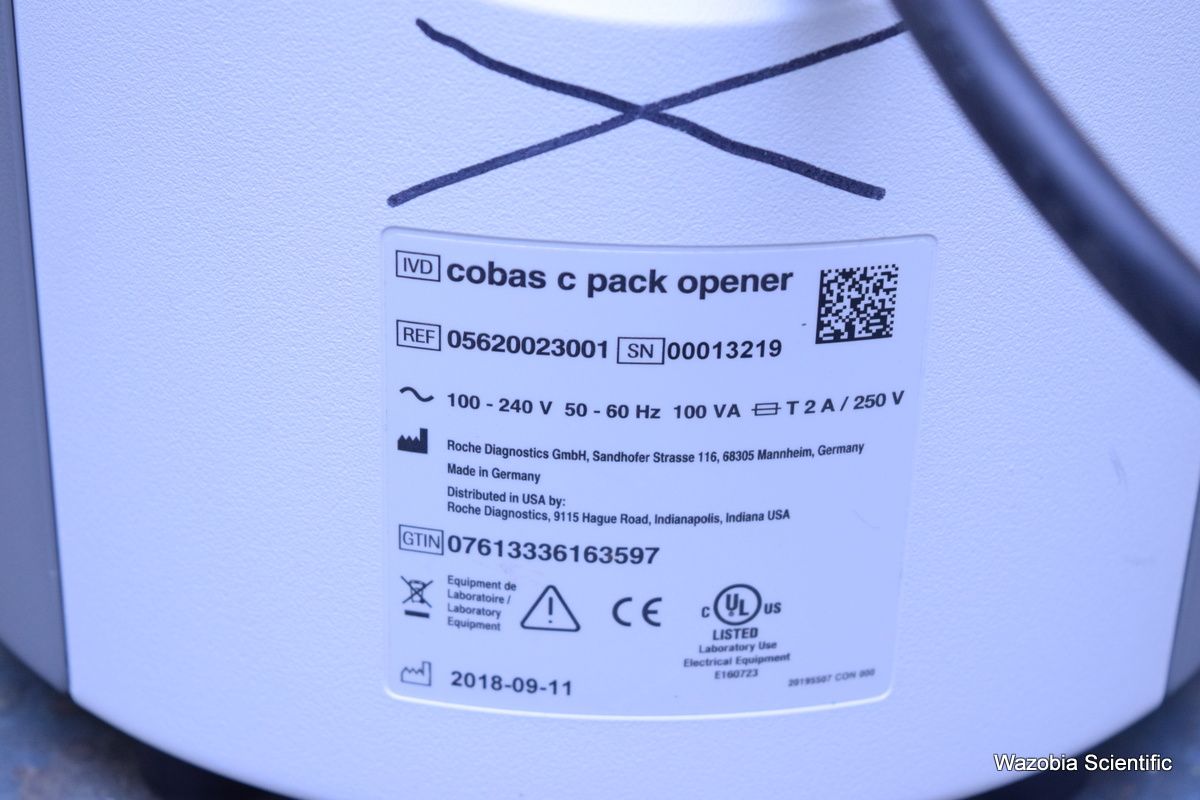 IVD cobas c pack opener
REF 05620023001 SN 00013219
100 - 240 V 50 - 60 Hz 100 VA T 2 A / 250 V
Roche Diagnostics GmbH, Sandhofer Strasse 116, 68305 Mannheim, Germany
Made in Germany
Distributed in USA by:
Roche Diagnostics, 9115 Hague Road, Indianapolis, Indiana USA
GTIN 07613336163597
Equipment de
Laboratoire /
Laboratory
Equipment
CE
C UL US
LISTED
Laboratory Use
Electrical Equipment
E160723
2018-09-11
20195507 CON 000
Wazobia Scientific